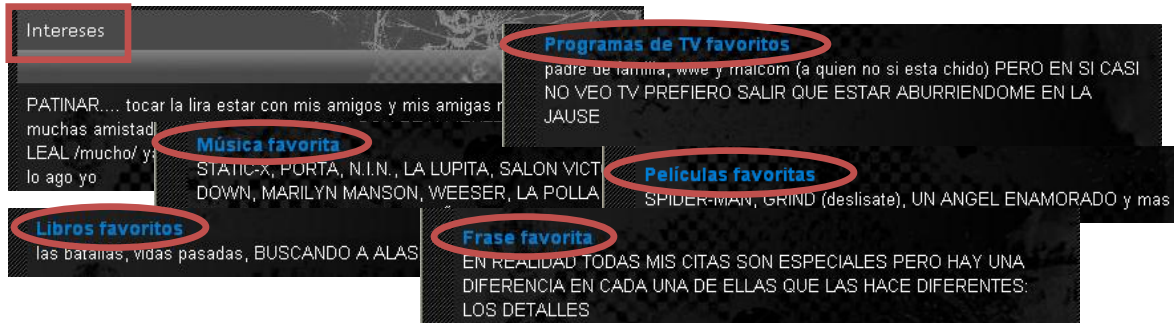 Intereses
PATINAR.... tocar la lira estar con mis amigos y mis amigas
muchas
LEAL /mucho/
lo ago yo
Programas de TV favoritos
padre de familia, wwe y malcom (a quien no si esta chido) PERO EN SI CASI
NO VEO TV PREFIERO SALIR QUE ESTAR ABURRIENDOME EN LA
JAUSE
Música favorita
STATIC-X, PORTA, N.I.N., LA LUPITA, SALON
DOWN, MARILYN MANSON, WEESER, LA POLLA
Películas favoritas
SPIDER-MAN, GRIND (deslisate), UN ANGEL ENAMORADO y mas
Libros favoritos
las batallas, vidas pasadas, BUSCANDO A ALAS
Frase favorita
EN REALIDAD TODAS MIS CITAS SON ESPECIALES PERO HAY UNA
DIFERENCIA EN CADA UNA DE ELLAS QUE LAS HACE DIFERENTES:
LOS DETALLES